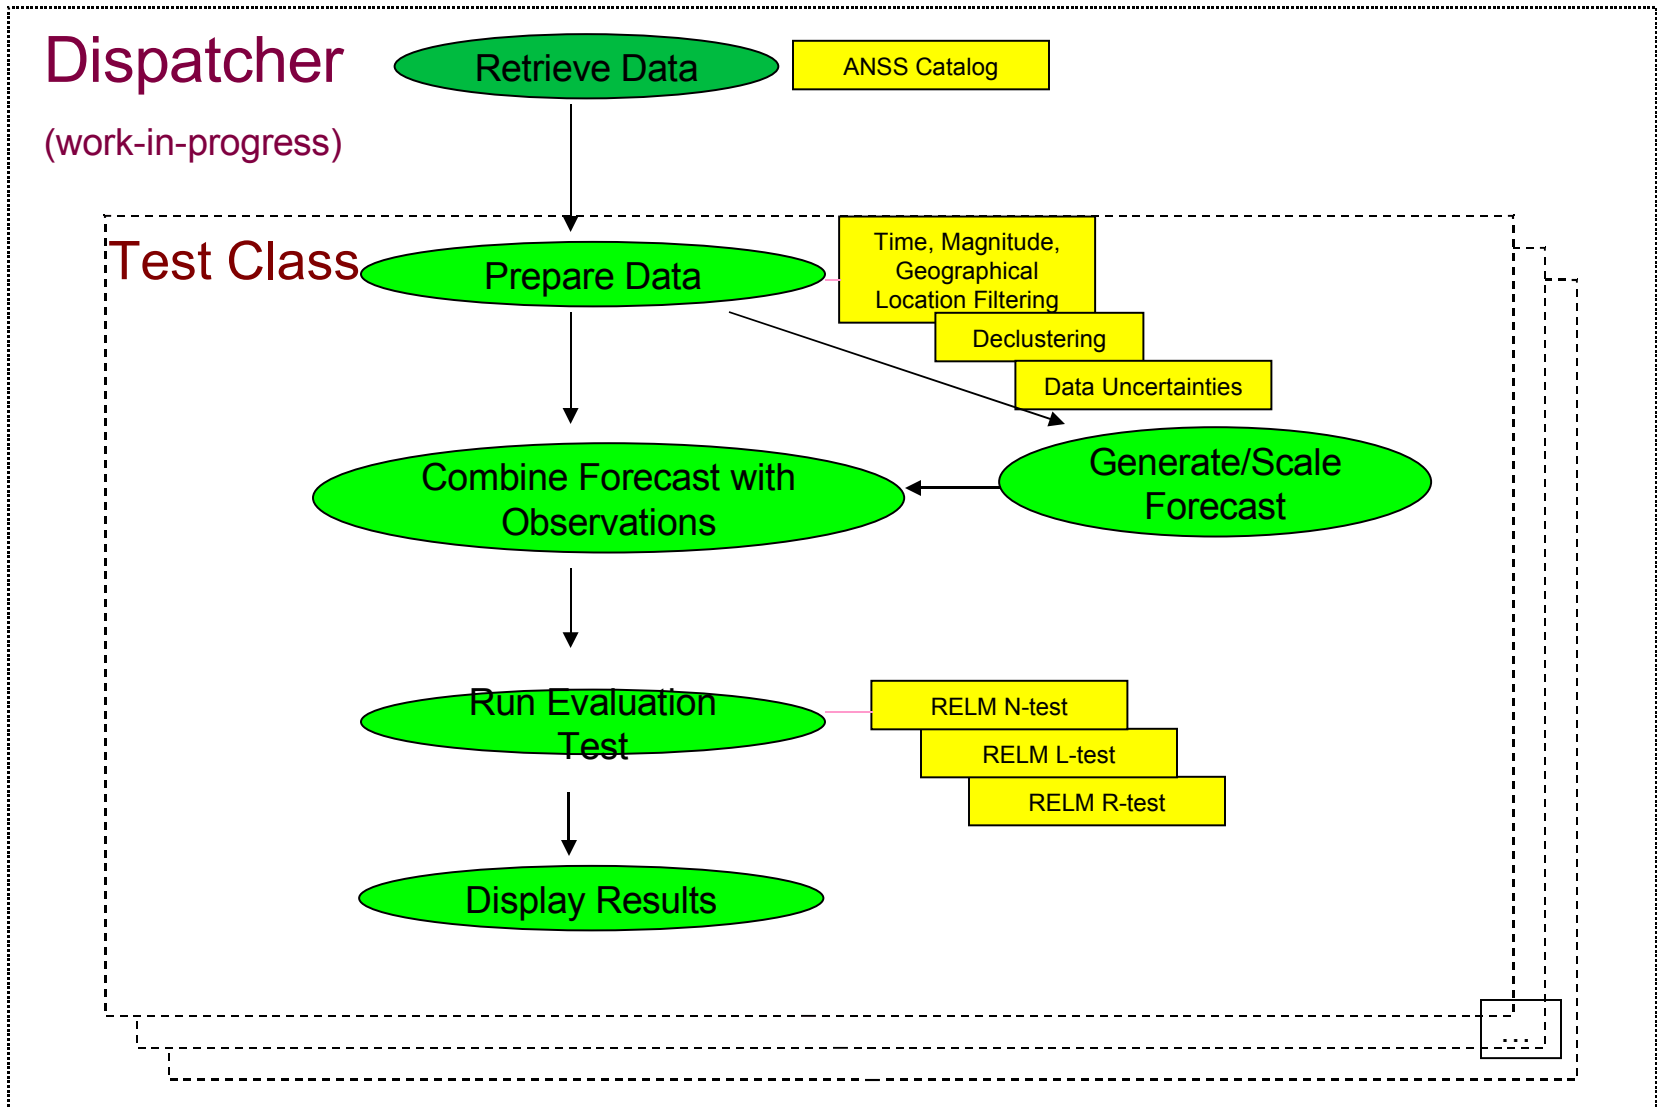 Dispatcher
(work-in-progress)
Retrieve Data
ANSS Catalog
Test Class
Prepare Data
Time, Magnitude,
Geographical
Location Filtering
Declustering
Data Uncertainties
Combine Forecast with
Observations
Generate/Scale
Forecast
Run Evaluation
Test
RELM N-test
RELM L-test
RELM R-test
Display Results
...